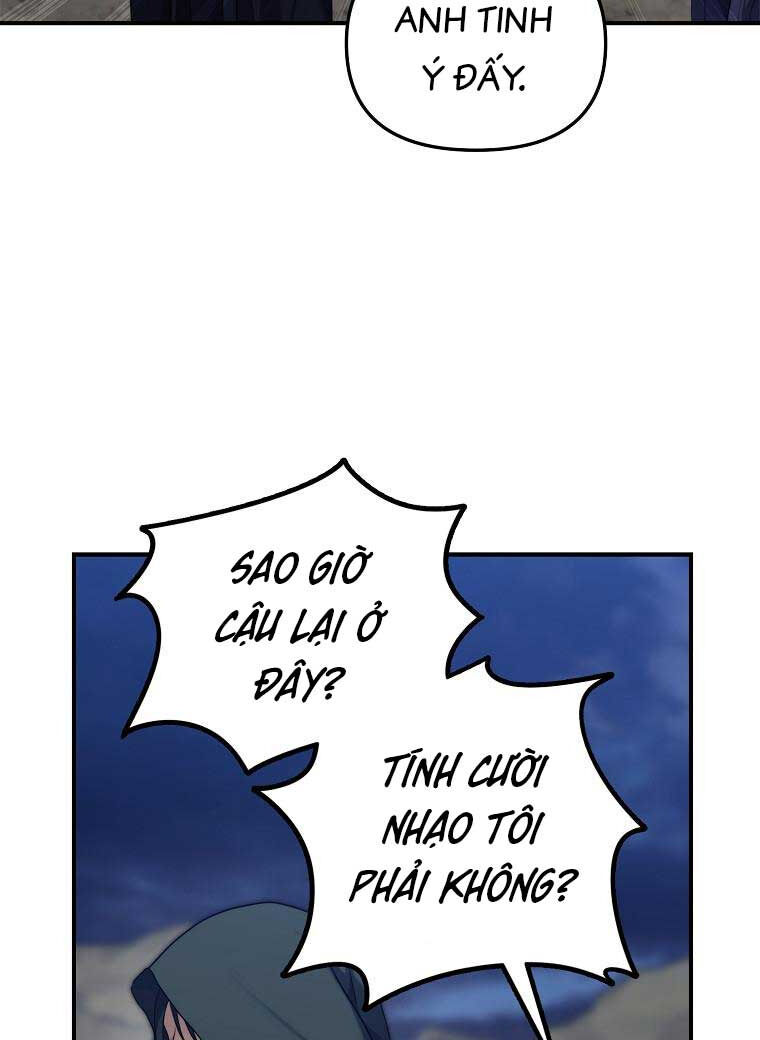 ANH TINH
Ý ĐẤY.
SAO GIỜ
CẬU LẠI Ở
ĐÂY?
TÍNH CƯỜI
NHẠO TÔI
PHẢI KHÔNG?